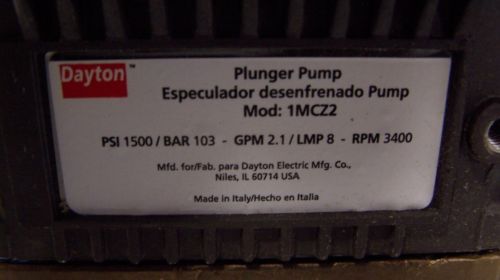 Dayton™
Plunger Pump
Especulador desenfrenado Pump
Mod: 1MCZ2
PSI 1500 / BAR 103 - GPM 2.1 / LMP 8 - RPM 3400
Mfd. for/Fab. para Dayton Electric Mfg. Co.,
Niles, IL 60714 USA
Made in Italy/Hecho en Italia